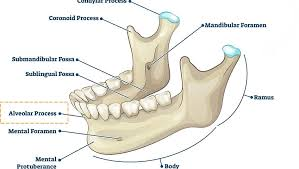 Condylar Process
Coronoid Process
Mandibular Foramen
Submandibular Fossa
Sublingual Fossa
Alveolar Process
Mental Foramen
Ramus
Mental
Protuberance
Body